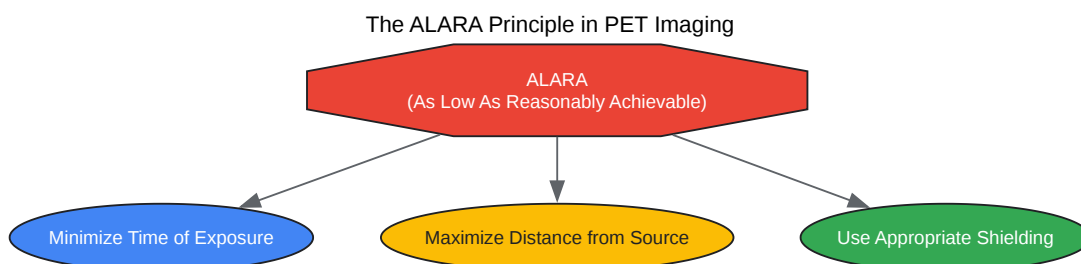 The ALARA Principle in PET Imaging
ALARA
(As Low As Reasonably Achievable)
Minimize Time of Exposure
Maximize Distance from Source
Use Appropriate Shielding